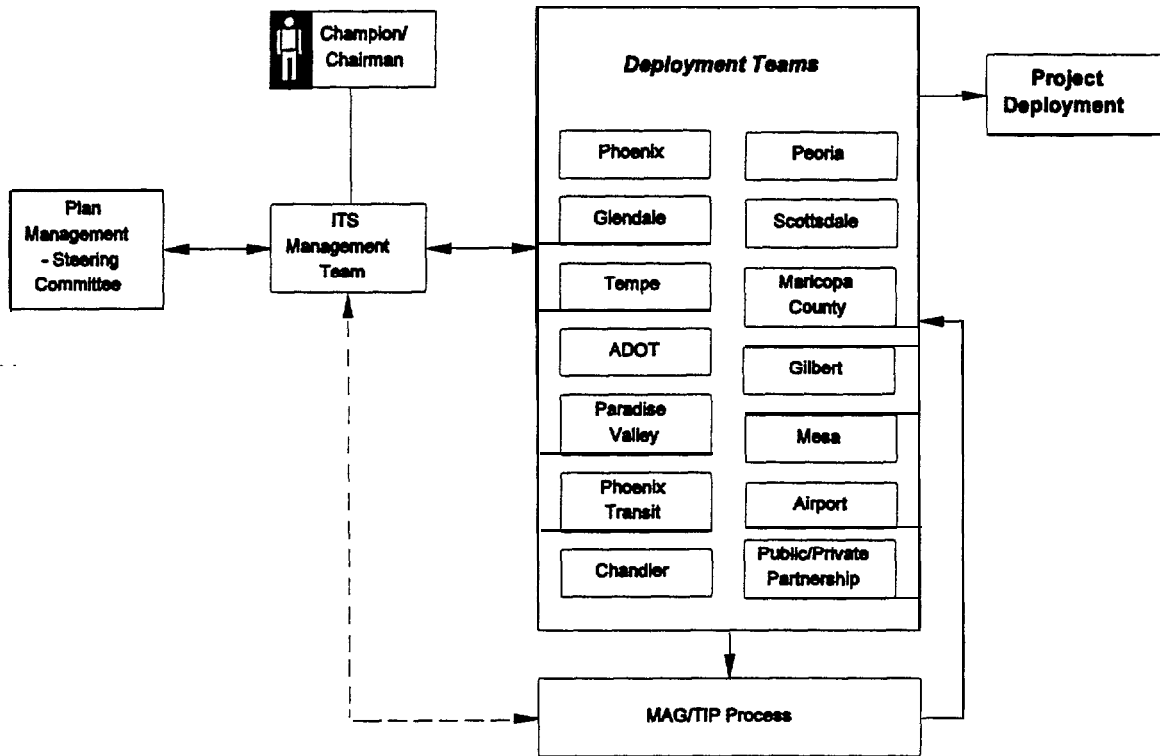 Champion/
Chairman
Deployment Teams
Project
Deployment
Plan
Management
- Steering
Committee
ITS
Management
Team
Phoenix
Peoria
Glendale
Scottsdale
Tempe
Maricopa
County
ADOT
Gilbert
Paradise
Valley
Mesa
Phoenix
Transit
Airport
Chandler
Public/Private
Partnership
MAG/TIP Process